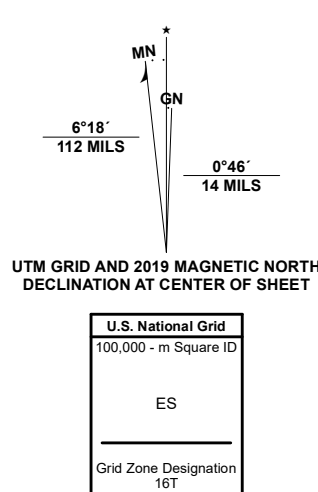 ★
MN
GN
6°18´
112 MILS
0°46´
14 MILS
UTM GRID AND 2019 MAGNETIC NORTH
DECLINATION AT CENTER OF SHEET
U.S. National Grid
100,000 - m Square ID
ES
Grid Zone Designation
16T